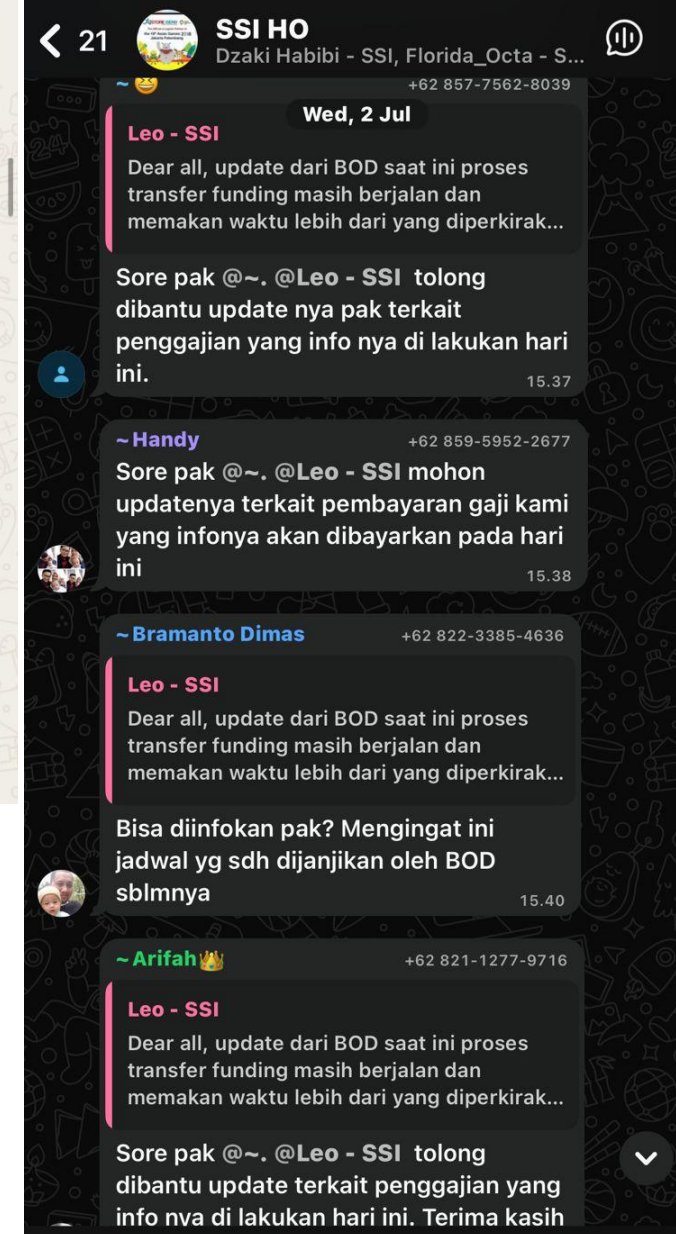 21
SSI HO
Dzaki Habibi - SSI, Florida_Octa - S...
~😆 +62 857-7562-8039
Wed, 2 Jul
Leo - SSI
Dear all, update dari BOD saat ini proses
transfer funding masih berjalan dan
memakan waktu lebih dari yang diperkirak...
Sore pak @~. @Leo - SSI tolong
dibantu update nya pak terkait
penggajian yang info nya di lakukan hari
ini.
15.37
~Handy +62 859-5952-2677
Sore pak @~. @Leo - SSI mohon
updatenya terkait pembayaran gaji kami
yang infonya akan dibayarkan pada hari
ini
15.38
~Bramanto Dimas +62 822-3385-4636
Leo - SSI
Dear all, update dari BOD saat ini proses
transfer funding masih berjalan dan
memakan waktu lebih dari yang diperkirak...
Bisa diinfokan pak? Mengingat ini
jadwal yg sdh dijanjikan oleh BOD
sblmnya
15.40
~Arifah👑 +62 821-1277-9716
Leo - SSI
Dear all, update dari BOD saat ini proses
transfer funding masih berjalan dan
memakan waktu lebih dari yang diperkirak...
Sore pak @~. @Leo - SSI tolong
dibantu update terkait penggajian yang
info nya di lakukan hari ini. Terima kasih